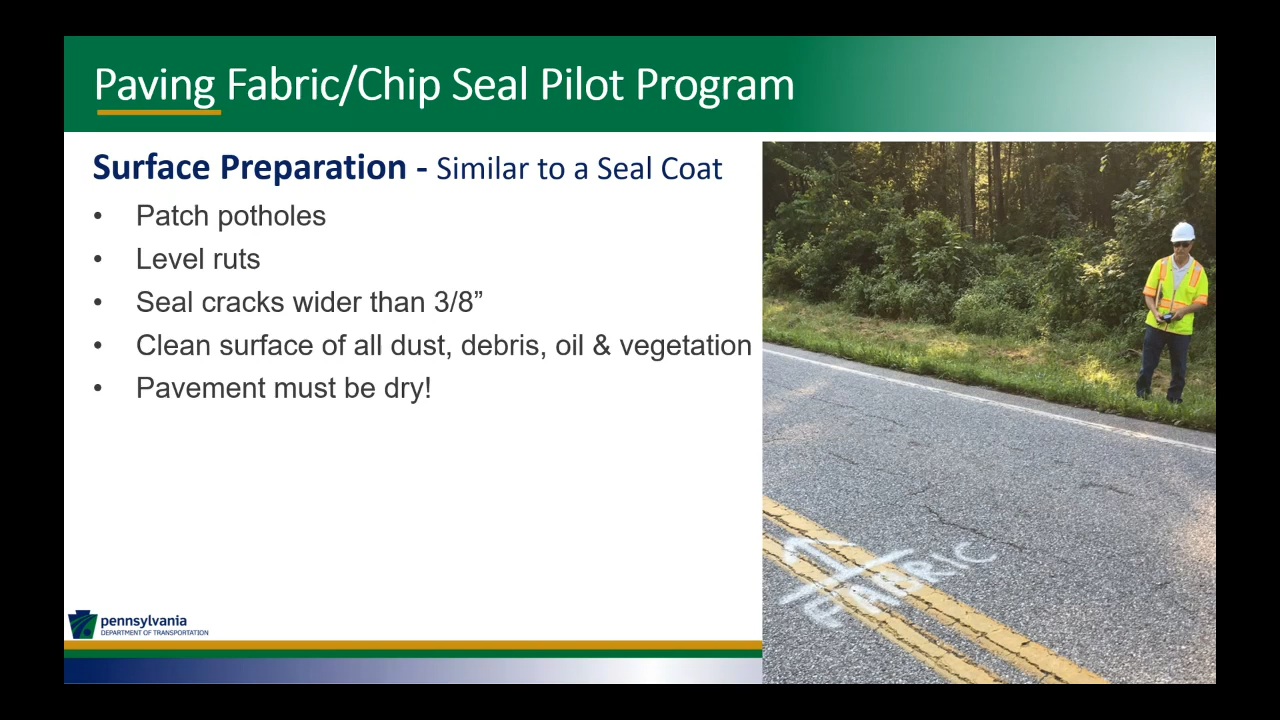 Paving Fabric/Chip Seal Pilot Program
Surface Preparation - Similar to a Seal Coat
• Patch potholes
• Level ruts
• Seal cracks wider than 3/8”
• Clean surface of all dust, debris, oil & vegetation
• Pavement must be dry!
FABRIC
pennsylvania
DEPARTMENT OF TRANSPORTATION